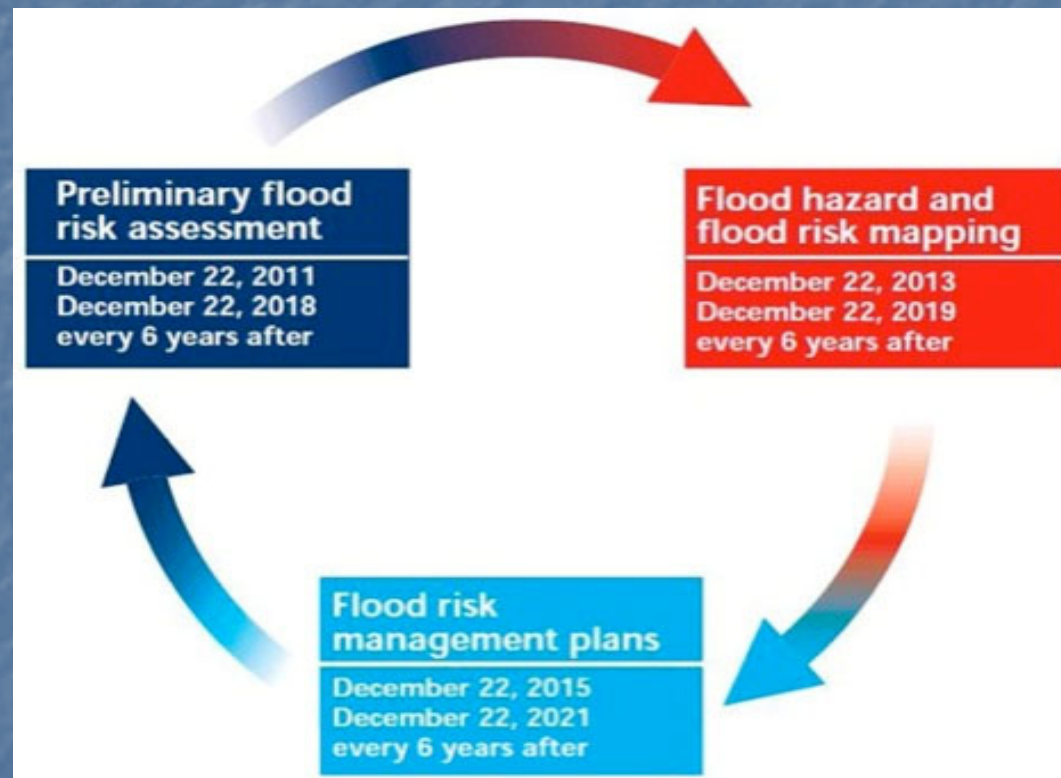 Preliminary flood
risk assessment
December 22, 2011
December 22, 2018
every 6 years after
Flood hazard and
flood risk mapping
December 22, 2013
December 22, 2019
every 6 years after
Flood risk
management plans
December 22, 2015
December 22, 2021
every 6 years after